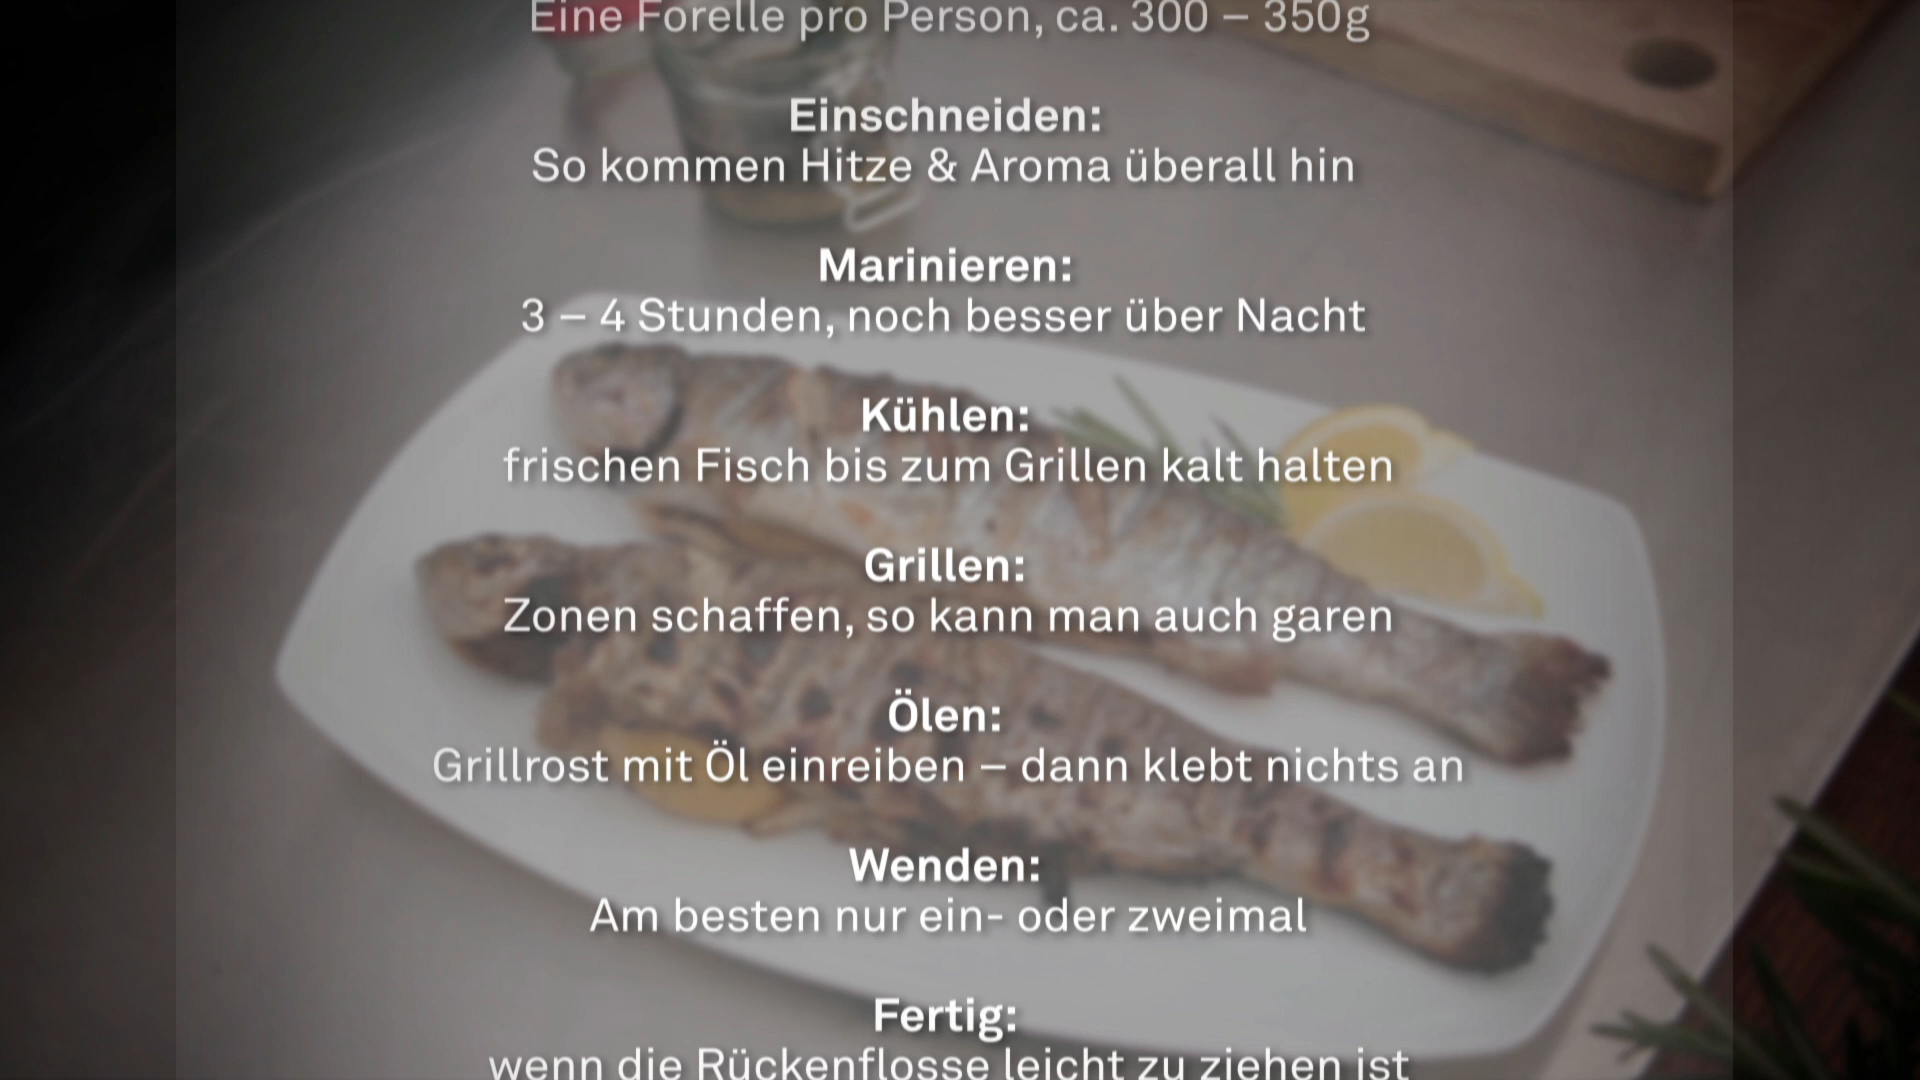 Eine Forelle pro Person, ca. 300 – 350g
Einschneiden:
So kommen Hitze & Aroma überall hin
Marinieren:
3 – 4 Stunden, noch besser über Nacht
Kühlen:
frischen Fisch bis zum Grillen kalt halten
Grillen:
Zonen schaffen, so kann man auch garen
Ölen:
Grillrost mit Öl einreiben – dann klebt nichts an
Wenden:
Am besten nur ein- oder zweimal
Fertig:
wenn die Rückenflosse leicht zu ziehen ist